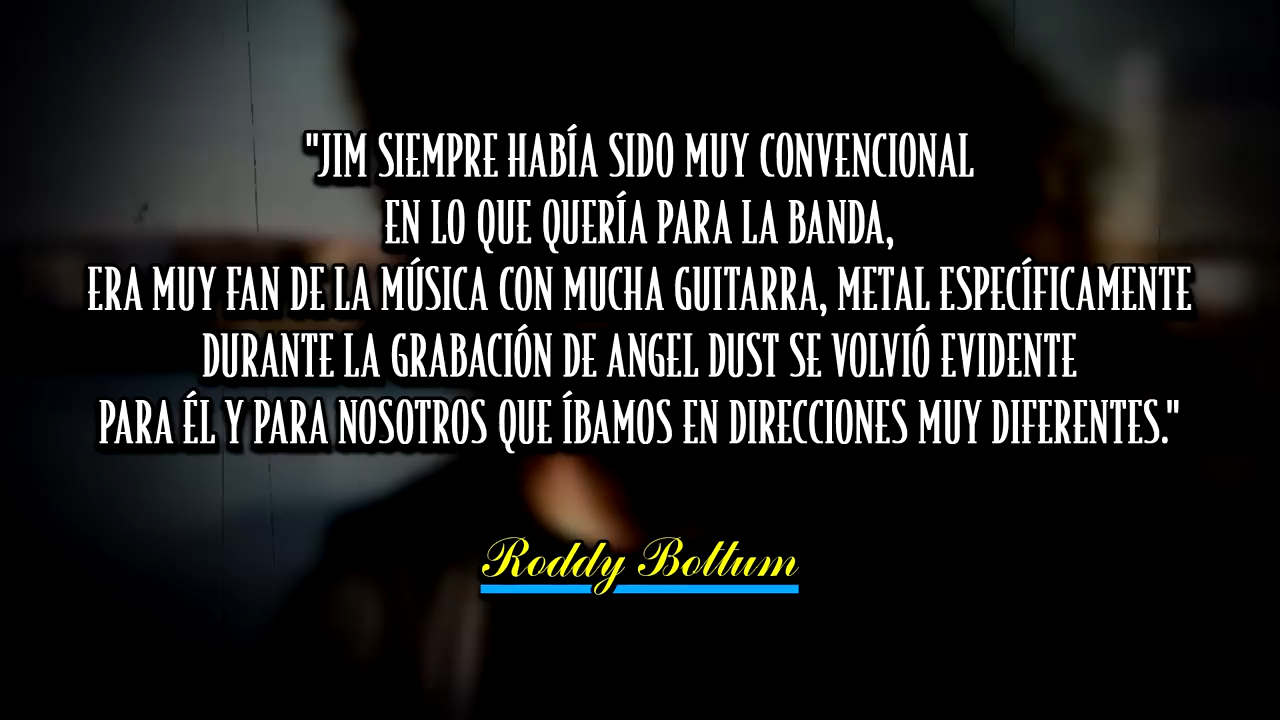 "JIM SIEMPRE HABÍA SIDO MUY CONVENCIONAL
EN LO QUE QUERÍA PARA LA BANDA,
ERA MUY FAN DE LA MÚSICA CON MUCHA GUITARRA, METAL ESPECÍFICAMENTE
DURANTE LA GRABACIÓN DE ANGEL DUST SE VOLVIÓ EVIDENTE
PARA ÉL Y PARA NOSOTROS QUE ÍBAMOS EN DIRECCIONES MUY DIFERENTES."
Roddy Bottum